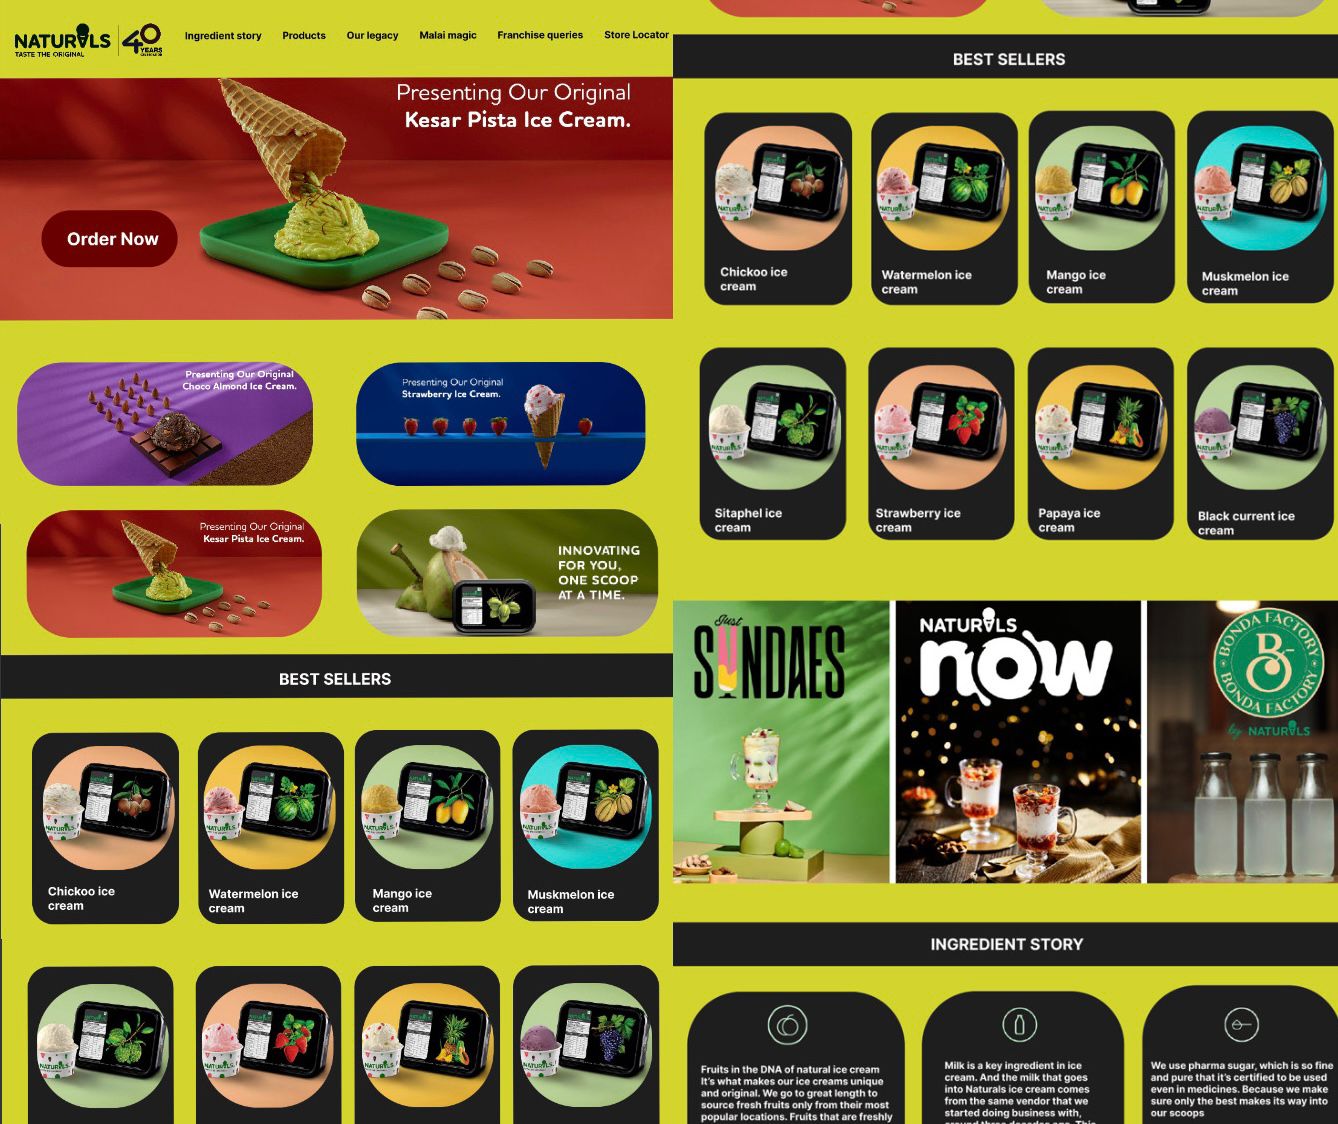 NATURALS
TASTE THE ORIGINAL
40
YEARS
Ingredient story
Products
Our legacy
Malai magic
Franchise queries
Store Locator
Presenting Our Original
Kesar Pista Ice Cream.
Order Now
Presenting Our Original
Choco Almond Ice Cream.
Presenting Our Original
Strawberry Ice Cream.
Presenting Our Original
Kesar Pista Ice Cream.
INNOVATING
FOR YOU,
ONE SCOOP
AT A TIME.
BEST SELLERS
Chickoo ice
cream
Watermelon ice
cream
Mango ice
cream
Muskmelon ice
cream
BEST SELLERS
Chickoo ice
cream
Watermelon ice
cream
Mango ice
cream
Muskmelon ice
cream
Sitaphel ice
cream
Strawberry ice
cream
Papaya ice
cream
Black current ice
cream
Just
SUNDAES
NATURALS
now
BONDA FACTORY
B
BONDA FACTORY
by NATURALS
INGREDIENT STORY
Fruits in the DNA of natural ice cream
It's what makes our ice creams unique
and original. We go to great length to
source fresh fruits only from their most
popular locations. Fruits that are freshly
Milk is a key ingredient in ice
cream. And the milk that goes
into Naturals ice cream comes
from the same vendor that we
started doing business with,
around three decades ago. This
We use pharma sugar, which is so fine
and pure that it's certified to be used
even in medicines. Because we make
sure only the best makes its way into
our scoops